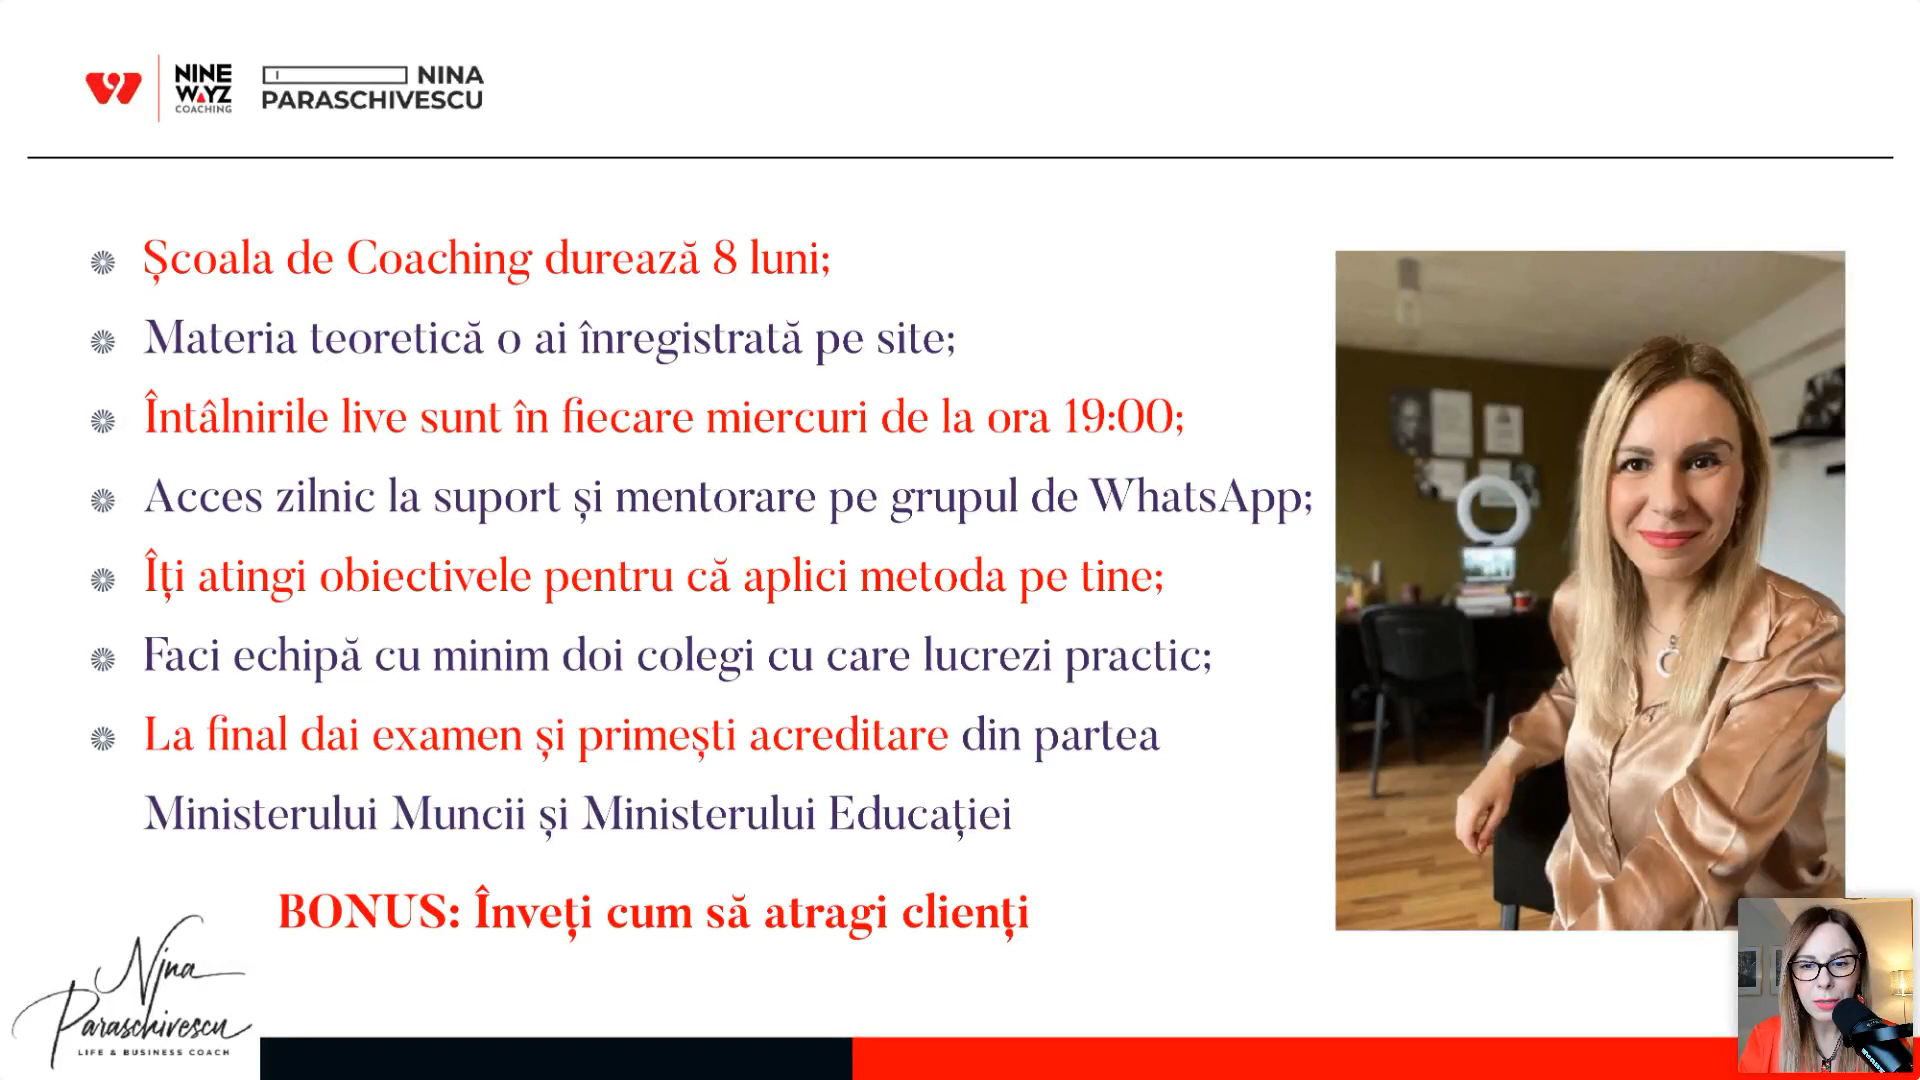 NINE
WAYZ
COACHING
NINA
PARASCHIVESCU
Școala de Coaching durează 8 luni;
Materia teoretică o ai înregistrată pe site;
Întâlnirile live sunt în fiecare miercuri de la ora 19:00;
Acces zilnic la suport și mentorare pe grupul de WhatsApp;
Îți atingi obiectivele pentru că aplici metoda pe tine;
Faci echipă cu minim doi colegi cu care lucrezi practic;
La final dai examen și primești acreditare din partea
Ministerului Muncii și Ministerului Educației
BONUS: Înveți cum să atragi clienți
Nina
Paraschivescu
LIFE & BUSINESS COACH